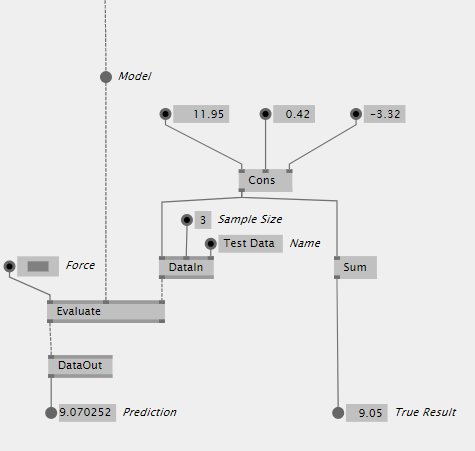 Model
11.95
0.42
-3.32
Cons
3
Sample Size
Test Data
Name
Force
DataIn
Sum
Evaluate
DataOut
9.070252
Prediction
9.05
True Result